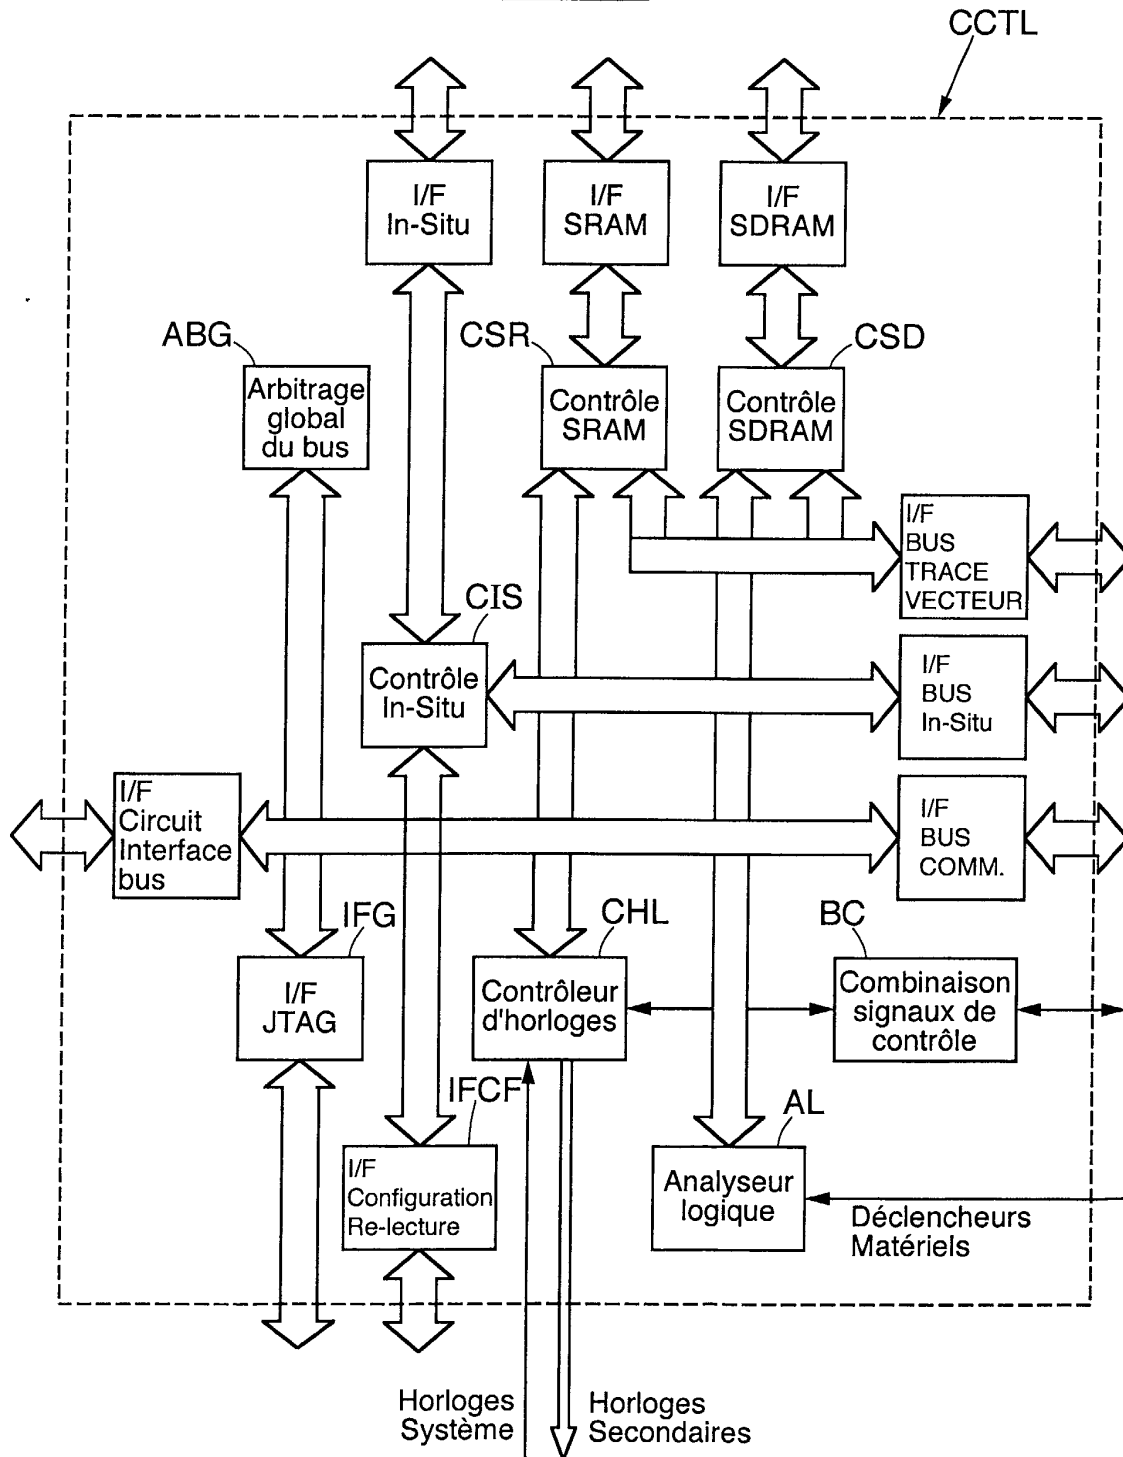 CCTL
I/F
In-Situ
I/F
SRAM
I/F
SDRAM
ABG
CSR
CSD
Arbitrage
global
du bus
Contrôle
SRAM
Contrôle
SDRAM
I/F
BUS
TRACE
VECTEUR
CIS
Contrôle
In-Situ
I/F
BUS
In-Situ
I/F
Circuit
Interface
bus
I/F
BUS
COMM.
IFG
CHL
BC
I/F
JTAG
Contrôleur
d'horloges
Combinaison
signaux de
contrôle
IFCF
AL
I/F
Configuration
Re-lecture
Analyseur
logique
Déclencheurs
Matériels
Horloges
Système
Horloges
Secondaires